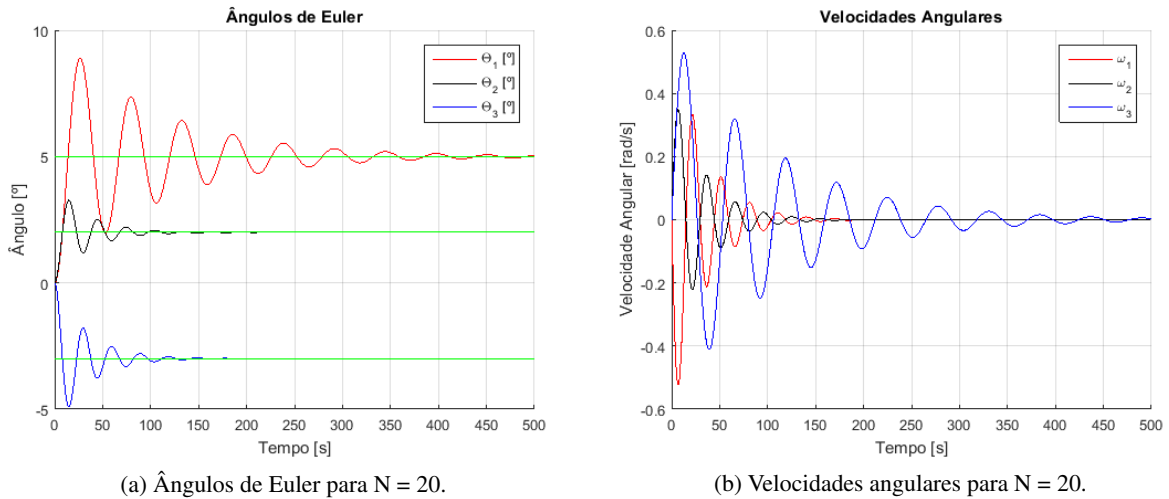 Ângulos de Euler
10
5
0
-5
Ângulo [º]
Θ1 [º]
Θ2 [º]
Θ3 [º]
0 50 100 150 200 250 300 350 400 450 500
Tempo [s]
(a) Ângulos de Euler para N = 20.
Velocidades Angulares
0.6
0.4
0.2
0
-0.2
-0.4
-0.6
Velocidade Angular [rad/s]
ω1
ω2
ω3
0 50 100 150 200 250 300 350 400 450 500
Tempo [s]
(b) Velocidades angulares para N = 20.